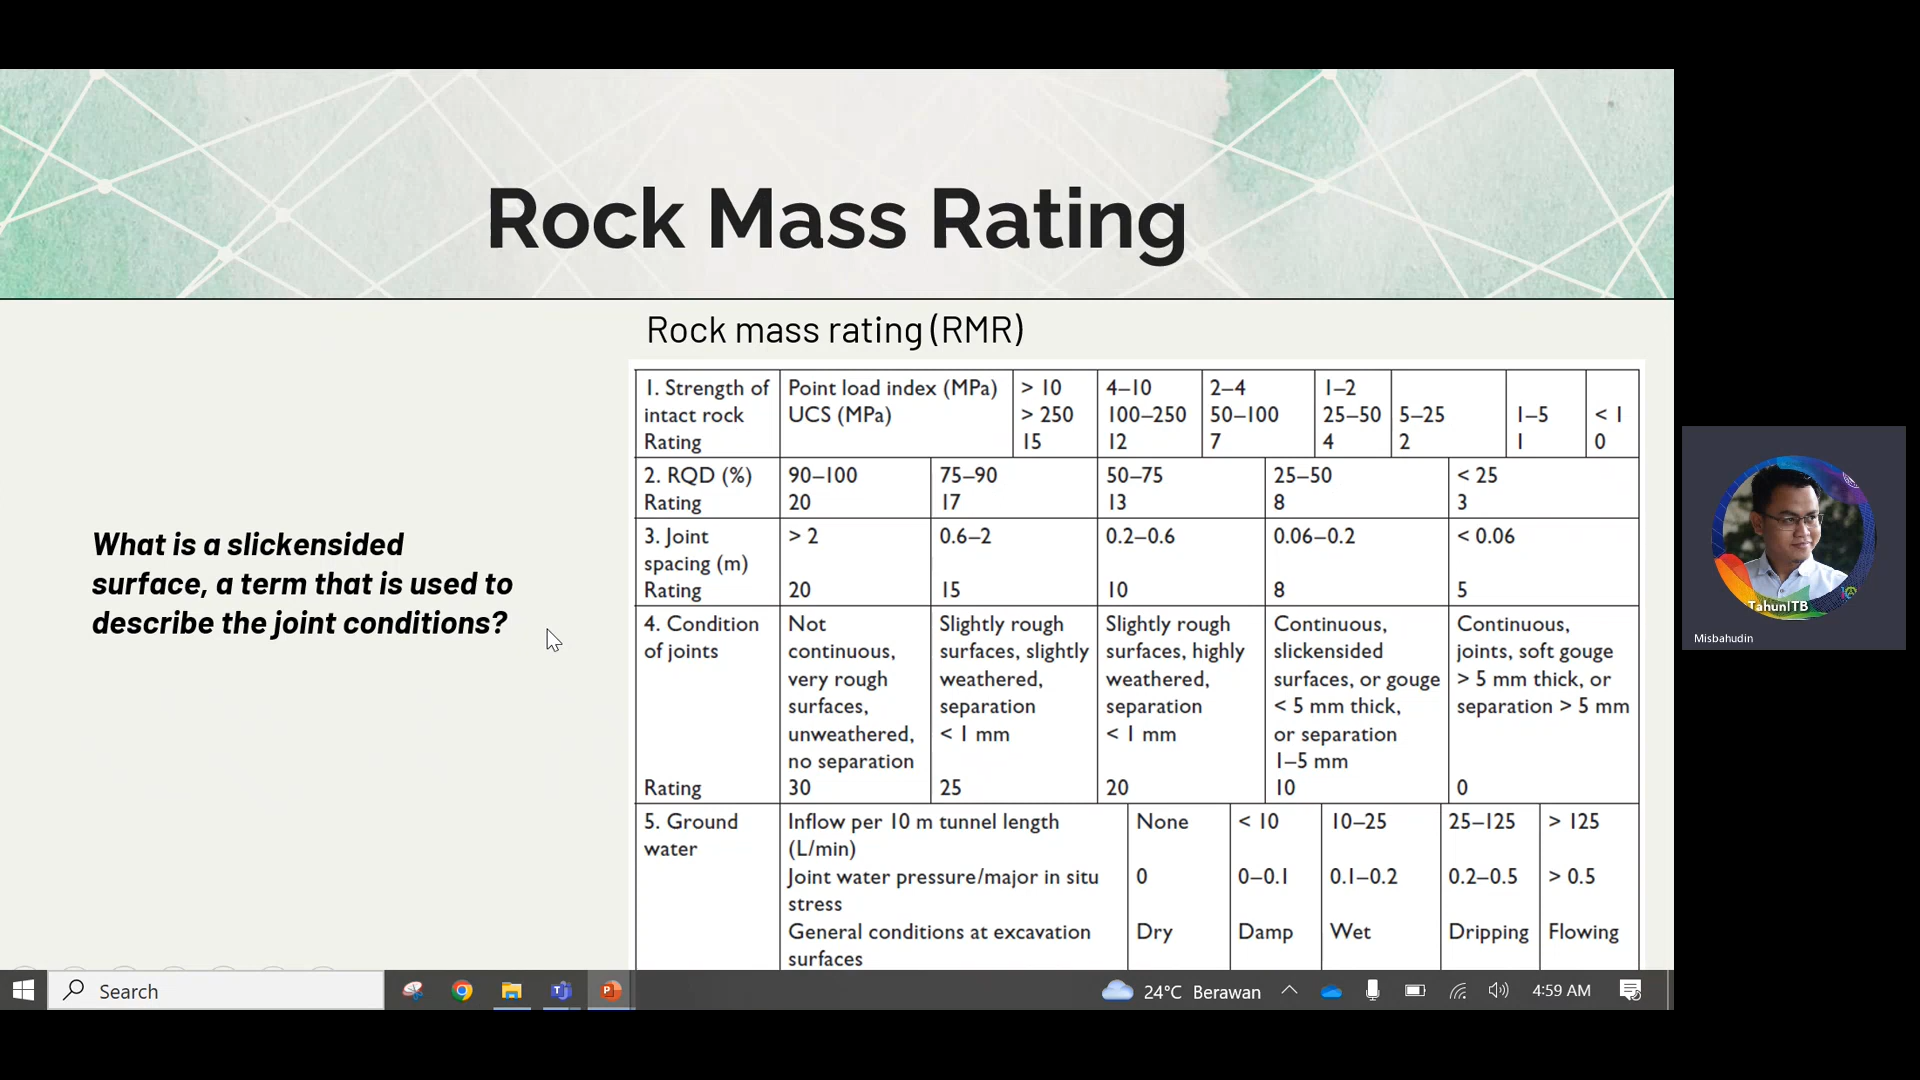 Rock Mass Rating
Rock mass rating (RMR)
What is a slickensided
surface, a term that is used to
describe the joint conditions?
1. Strength of Point load index (MPa) > 10 4–10 2–4 1–2
intact rock UCS (MPa) > 250 100–250 50–100 25–50 5–25 1–5 < 1
Rating 15 12 7 4 2 1 0
2. RQD (%) 90–100 75–90 50–75 25–50 < 25
Rating 20 17 13 8 3
3. Joint > 2 0.6–2 0.2–0.6 0.06–0.2 < 0.06
spacing (m)
Rating 20 15 10 8 5
4. Condition Not Slightly rough Slightly rough Continuous, Continuous,
of joints continuous, surfaces, slightly surfaces, highly slickensided joints, soft gouge
very rough weathered, weathered, surfaces, or gouge > 5 mm thick, or
surfaces, separation separation < 5 mm thick, separation > 5 mm
unweathered, < 1 mm < 1 mm or separation
no separation 1–5 mm
Rating 30 25 20 10 0
5. Ground Inflow per 10 m tunnel length None < 10 10–25 25–125 > 125
water (L/min)
Joint water pressure/major in situ 0 0–0.1 0.1–0.2 0.2–0.5 > 0.5
stress
General conditions at excavation Dry Damp Wet Dripping Flowing
surfaces
TahunITB
Misbahudin
Search 24°C Berawan 4:59 AM